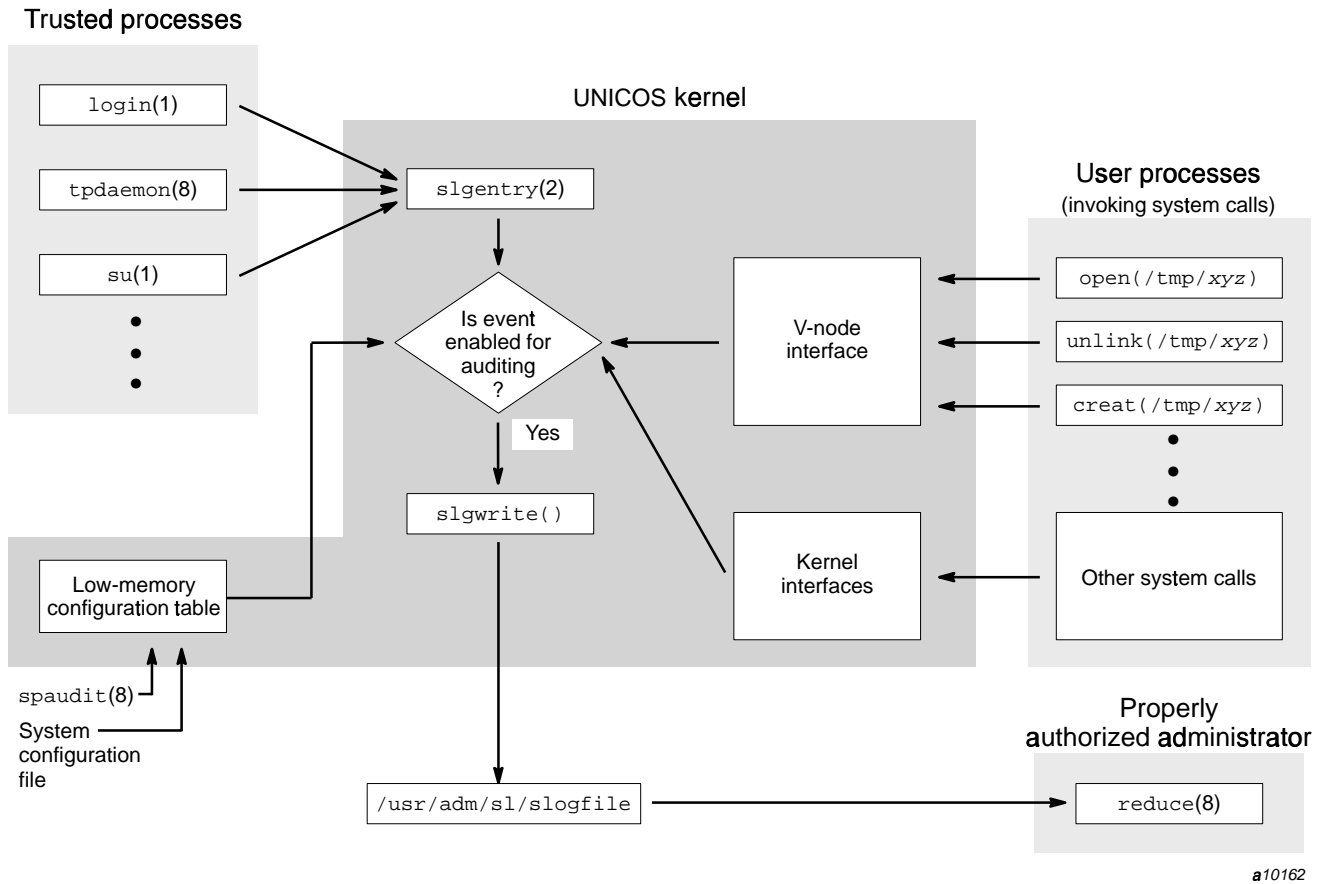 Trusted processes
login(1)
tpdaemon(8)
su(1)
UNICOS kernel
slgentry(2)
Is event
enabled for
auditing
?
Yes
slgwrite()
V-node
interface
Kernel
interfaces
User processes
(invoking system calls)
open(/tmp/xyz)
unlink(/tmp/xyz)
creat(/tmp/xyz)
Other system calls
Low-memory
configuration table
spaudit(8)
System
configuration
file
/usr/adm/sl/slogfile
Properly
authorized administrator
reduce(8)
a10162